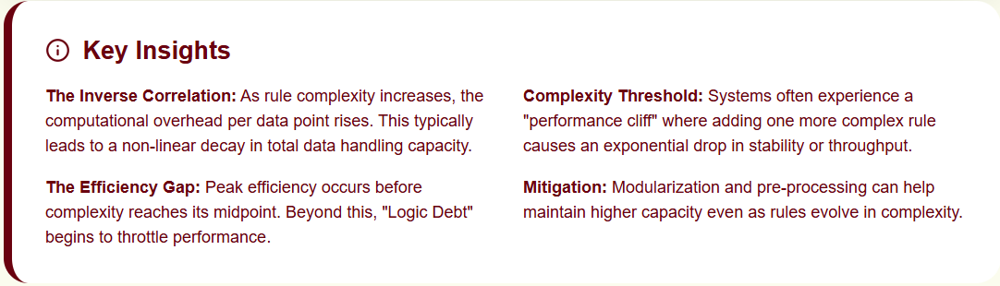 Key Insights
The Inverse Correlation: As rule complexity increases, the
computational overhead per data point rises. This typically
leads to a non-linear decay in total data handling capacity.
The Efficiency Gap: Peak efficiency occurs before
complexity reaches its midpoint. Beyond this, "Logic Debt"
begins to throttle performance.
Complexity Threshold: Systems often experience a
"performance cliff" where adding one more complex rule
causes an exponential drop in stability or throughput.
Mitigation: Modularization and pre-processing can help
maintain higher capacity even as rules evolve in complexity.